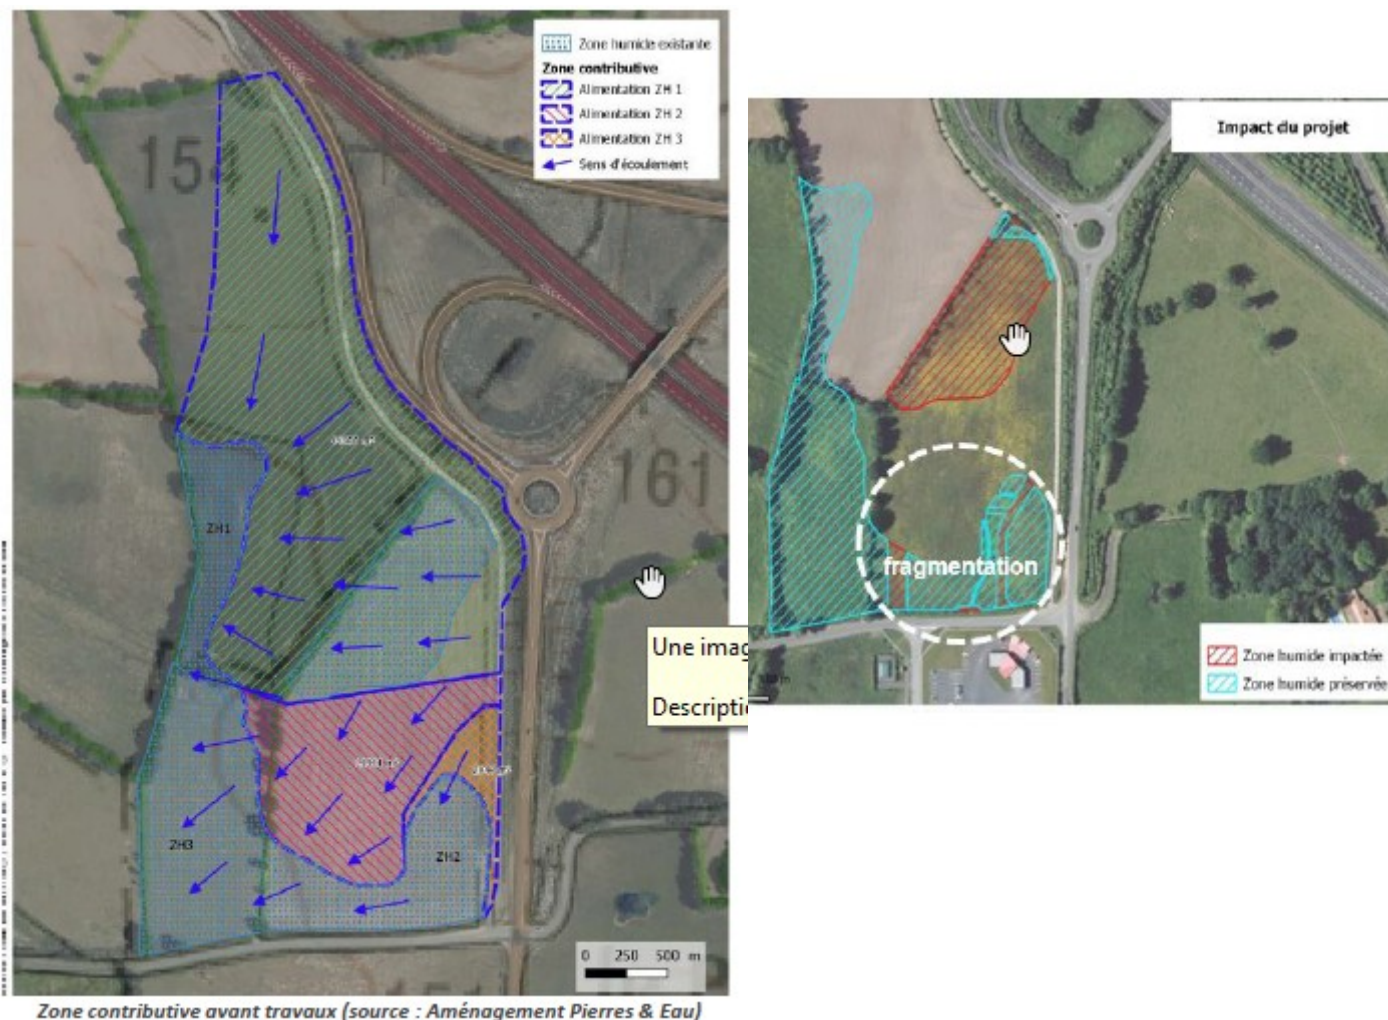 Zone humide existante
Zone contributive
Alimentation ZH 1
Alimentation ZH 2
Alimentation ZH 3
Sens d'écoulement
154
161
ZH1
ZH3
ZH2
0 250 500 m
Zone contributive avant travaux (source : Aménagement Pierres & Eau)
Une imag
Descripti
Impact du projet
fragmentation
Zone humide impactée
Zone humide préservée